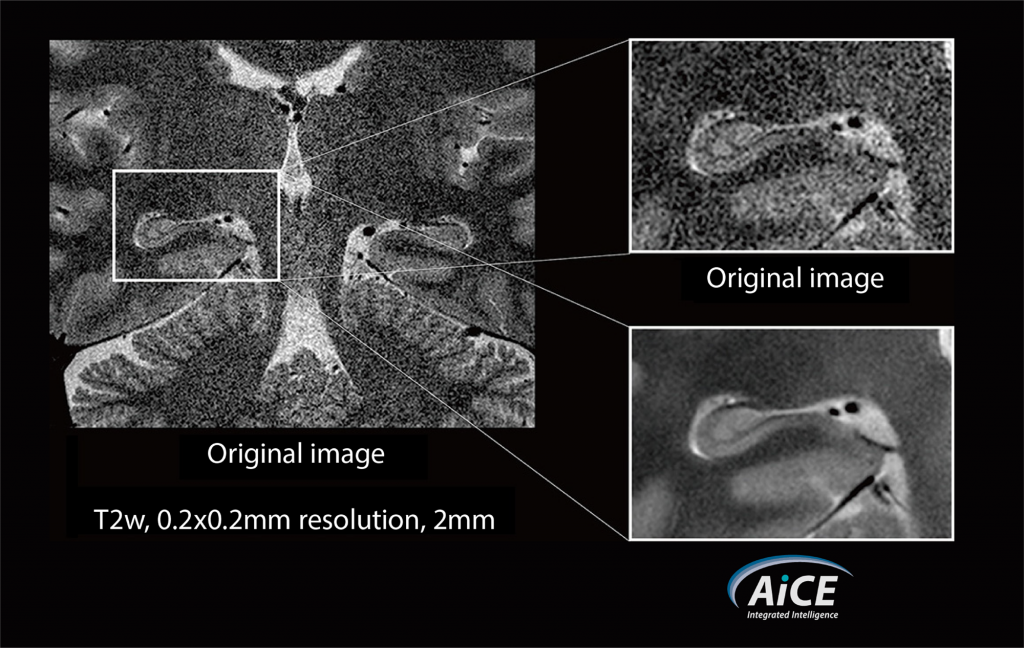 Original image
T2w, 0.2x0.2mm resolution, 2mm
Original image
AiCE
Integrated Intelligence